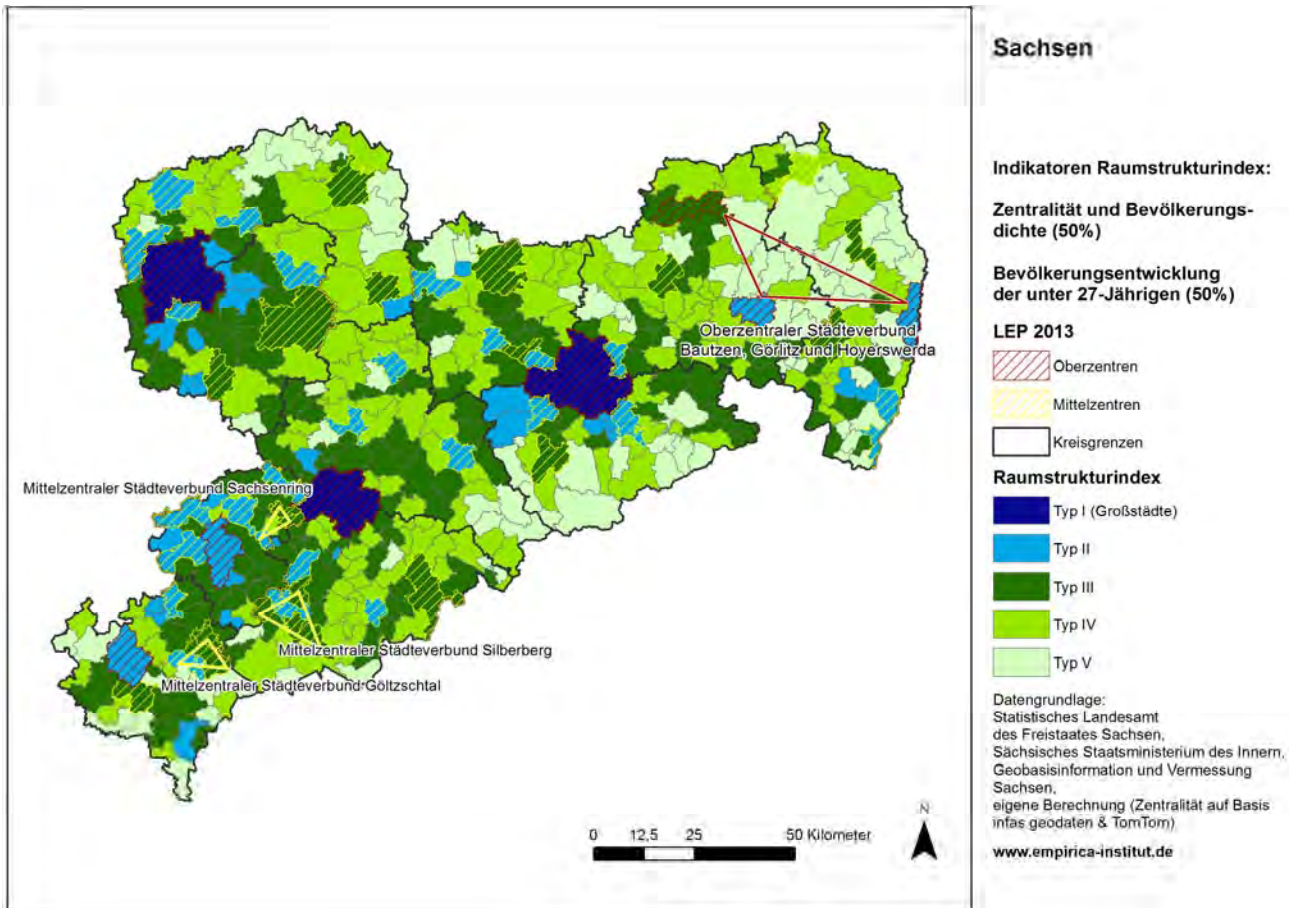 Sachsen
Indikatoren Raumstrukturindex:
Zentralität und Bevölkerungs-
dichte (50%)
Bevölkerungsentwicklung
der unter 27-Jährigen (50%)
LEP 2013
Oberzentren
Mittelzentren
Kreisgrenzen
Raumstrukturindex
Typ I (Großstädte)
Typ II
Typ III
Typ IV
Typ V
Datengrundlage:
Statistisches Landesamt
des Freistaates Sachsen,
Sächsisches Staatsministerium des Innern,
Geobasisinformation und Vermessung
Sachsen,
eigene Berechnung (Zentralität auf Basis
infas geodaten & TomTom)
www.empirica-institut.de
Oberzentraler Städteverbund
Bautzen, Görlitz und Hoyerswerda
Mittelzentraler Städteverbund Sachsenring
Mittelzentraler Städteverbund Silberberg
Mittelzentraler Städteverbund Göltzschtal
0 12,5 25 50 Kilometer
N